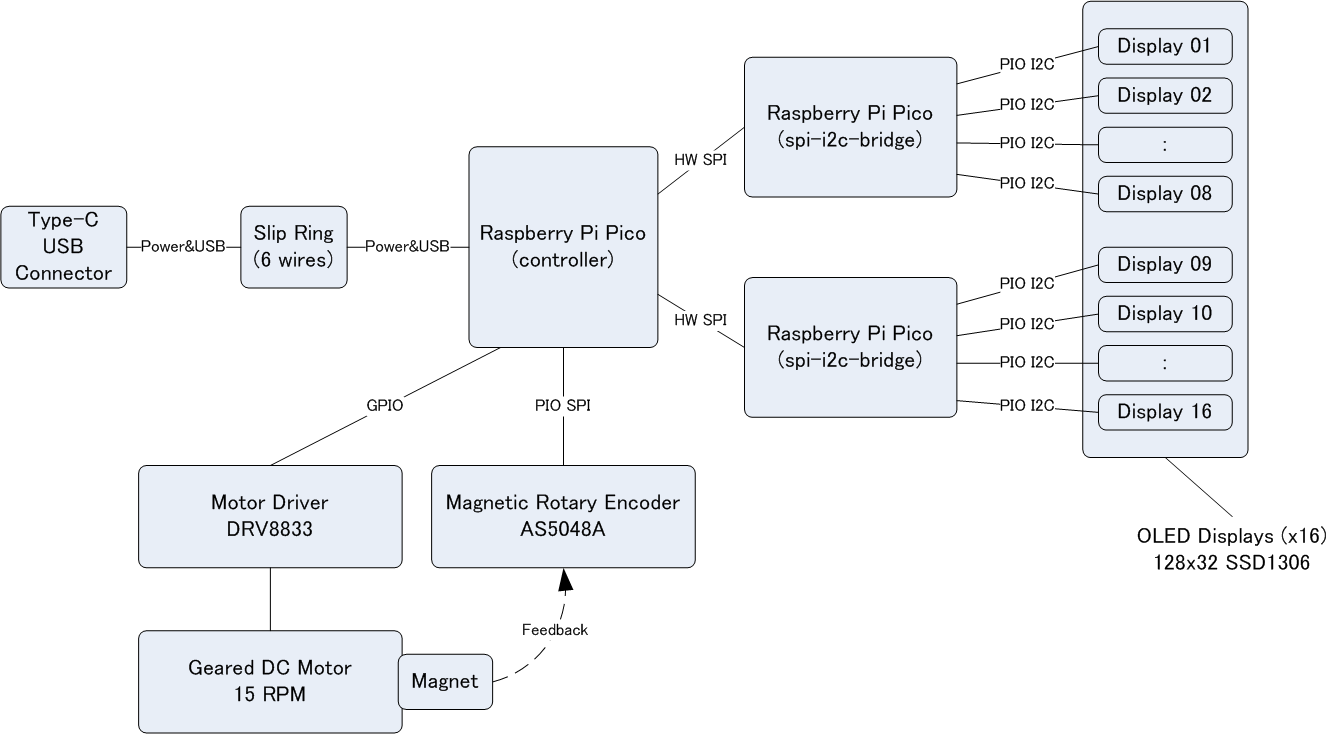 Type-C
USB
Connector
Power&USB
Slip Ring
(6 wires)
Power&USB
Raspberry Pi Pico
(controller)
HW SPI
HW SPI
Raspberry Pi Pico
(spi-i2c-bridge)
PIO I2C
PIO I2C
PIO I2C
PIO I2C
Display 01
Display 02
:
Display 08
Raspberry Pi Pico
(spi-i2c-bridge)
PIO I2C
PIO I2C
PIO I2C
PIO I2C
Display 09
Display 10
:
Display 16
OLED Displays (x16)
128x32 SSD1306
GPIO
PIO SPI
Motor Driver
DRV8833
Magnetic Rotary Encoder
AS5048A
Feedback
Geared DC Motor
15 RPM
Magnet